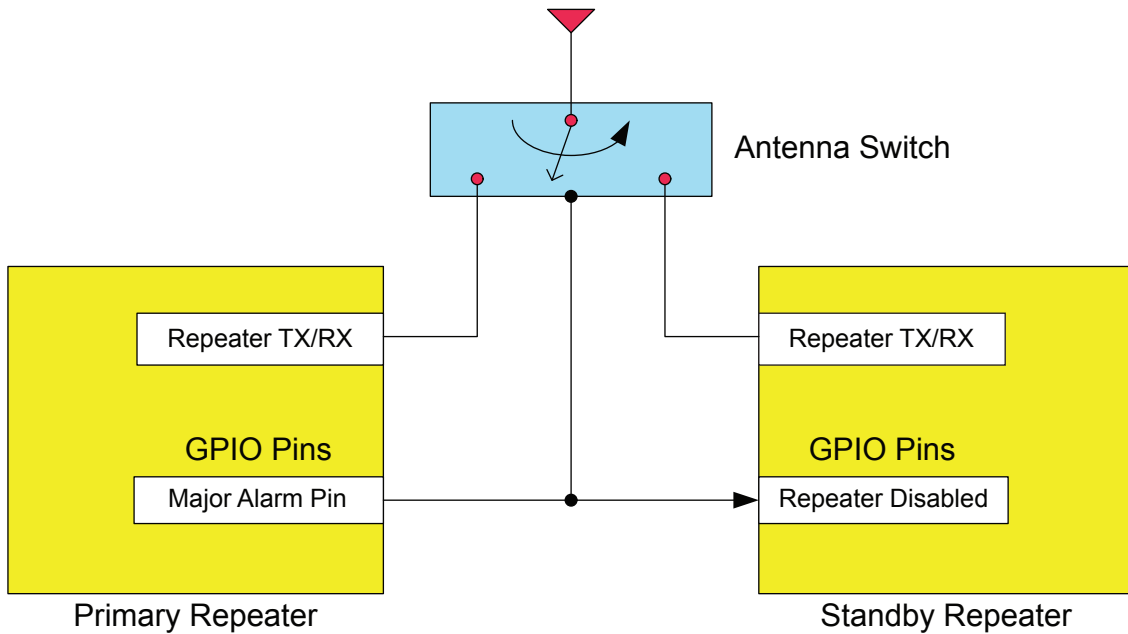 Antenna Switch
Repeater TX/RX
Repeater TX/RX
GPIO Pins
GPIO Pins
Major Alarm Pin
Repeater Disabled
Primary Repeater
Standby Repeater